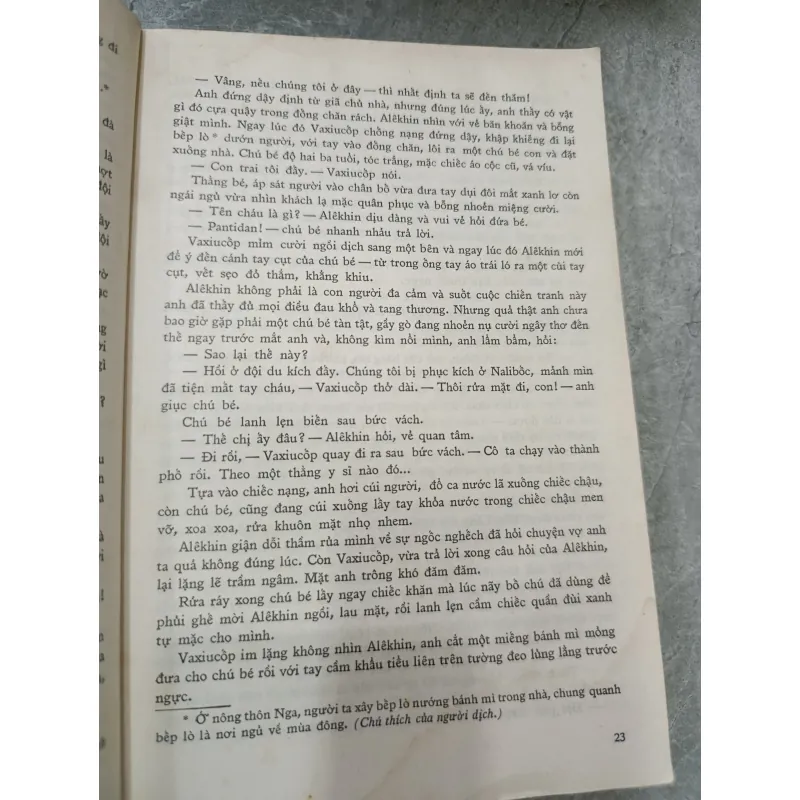 g đi
*
đá
là
ợt
đội
ầy
ội
vờ
ặc
ng
ới
gì
?
u
n
a
à
i
!
m
a
— Vâng, nếu chúng tôi ở đây — thì nhất định ta sẽ đến thăm!
Anh đứng dậy định từ giã chủ nhà, nhưng đúng lúc ấy, anh thấy có vật
gì đó cựa quậy trong đồng chăn rách. Alêkhin nhìn với vẻ băn khoăn và bỗng
giật mình. Ngay lúc đó Vaxiucốp chống nạng đứng dậy, khập khiễng đi lại
bếp lò * dướn người, với tay vào đống chăn, lôi ra một chú bé con và đặt
xuống nhà. Chú bé độ hai ba tuổi, tóc trắng, mặc chiếc áo cộc cũ, vá víu.
— Con trai tôi đấy. — Vaxiucốp nói.
Thằng bé, áp sát người vào chân bố vừa đưa tay dụi đôi mắt xanh lơ còn
ngái ngủ vừa nhìn khách lạ mặc quân phục và bỗng nhoẻn miệng cười.
— Tên cháu là gì? — Alêkhin dịu dàng và vui vẻ hỏi đứa bé.
— Pantidan! — chú bé nhanh nhảu trả lời.
Vaxiucốp mỉm cười ngồi dịch sang một bên và ngay lúc đó Alêkhin mới
để ý đến cánh tay cụt của chú bé — từ trong ống tay áo trái ló ra một cùi tay
cụt, vết sẹo đỏ thẫm, khẳng khiu.
Alêkhin không phải là con người đa cảm và suốt cuộc chiến tranh này
anh đã thấy đủ mọi điều đau khổ và tang thương. Nhưng quả thật anh chưa
bao giờ gặp phải một chú bé tàn tật, gầy gò đang nhoẻn nụ cười ngây thơ đến
thế ngay trước mắt anh và, không kìm nổi mình, anh lẩm bẩm, hỏi:
— Sao lại thế này?
— Hồi ở đội du kích đấy. Chúng tôi bị phục kích ở Nalibốc, mảnh mìn
đã tiện mất tay cháu, — Vaxiucốp thở dài. — Thôi rửa mặt đi, con! — anh
giục chú bé.
Chú bé lanh lẹn biến sau bức vách.
— Thế chị ấy đâu? — Alêkhin hỏi, vẻ quan tâm.
— Đi rồi, — Vaxiucốp quay đi ra sau bức vách. — Cô ta chạy vào thành
phố rồi. Theo một thằng y sĩ nào đó...
Tựa vào chiếc nạng, anh hơi cúi người, đổ ca nước lã xuống chiếc chậu,
còn chú bé, cũng đang cúi xuống lấy tay khỏa nước trong chiếc chậu men
vỡ, xoa xoa, rửa khuôn mặt nhọ nhem.
Alêkhin giận dỗi thầm rủa mình về sự ngốc nghếch đã hỏi chuyện vợ anh
ta quả không đúng lúc. Còn Vaxiucốp, vừa trả lời xong câu hỏi của Alêkhin,
lại lặng lẽ trầm ngâm. Mặt anh trông khó đăm đăm.
Rửa ráy xong chú bé lấy ngay chiếc khăn mà lúc nãy bố chú đã dùng để
phủi ghế mời Alêkhin ngồi, lau mặt, rồi lanh lẹn cầm chiếc quần đùi xanh
tự mặc cho mình.
Vaxiucốp im lặng không nhìn Alêkhin, anh cắt một miếng bánh mì mỏng
đưa cho chú bé rồi với tay cầm khẩu tiểu liên trên tường đeo lủng lẳng trước
ngực.
* Ở nông thôn Nga, người ta xây bếp lò nướng bánh mì trong nhà, chung quanh
bếp lò là nơi ngủ về mùa đông. (Chú thích của người dịch.)
23